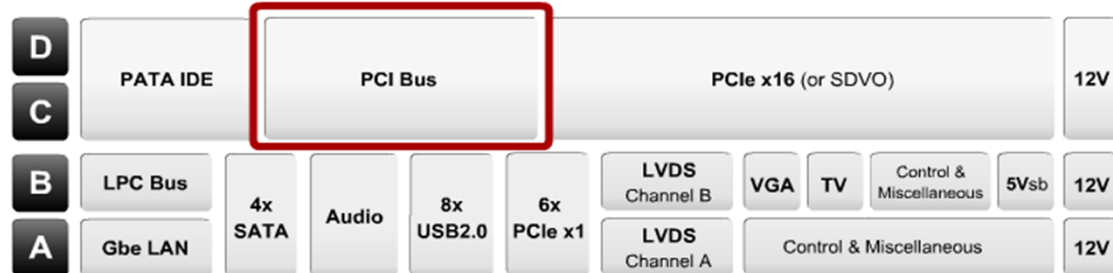 D
C
PATA IDE
PCI Bus
PCIe x16 (or SDVO)
12V
B
LPC Bus
4x
SATA
Audio
8x
USB2.0
6x
PCIe x1
LVDS
Channel B
VGA
TV
Control &
Miscellaneous
5Vsb
12V
A
Gbe LAN
LVDS
Channel A
Control & Miscellaneous
12V